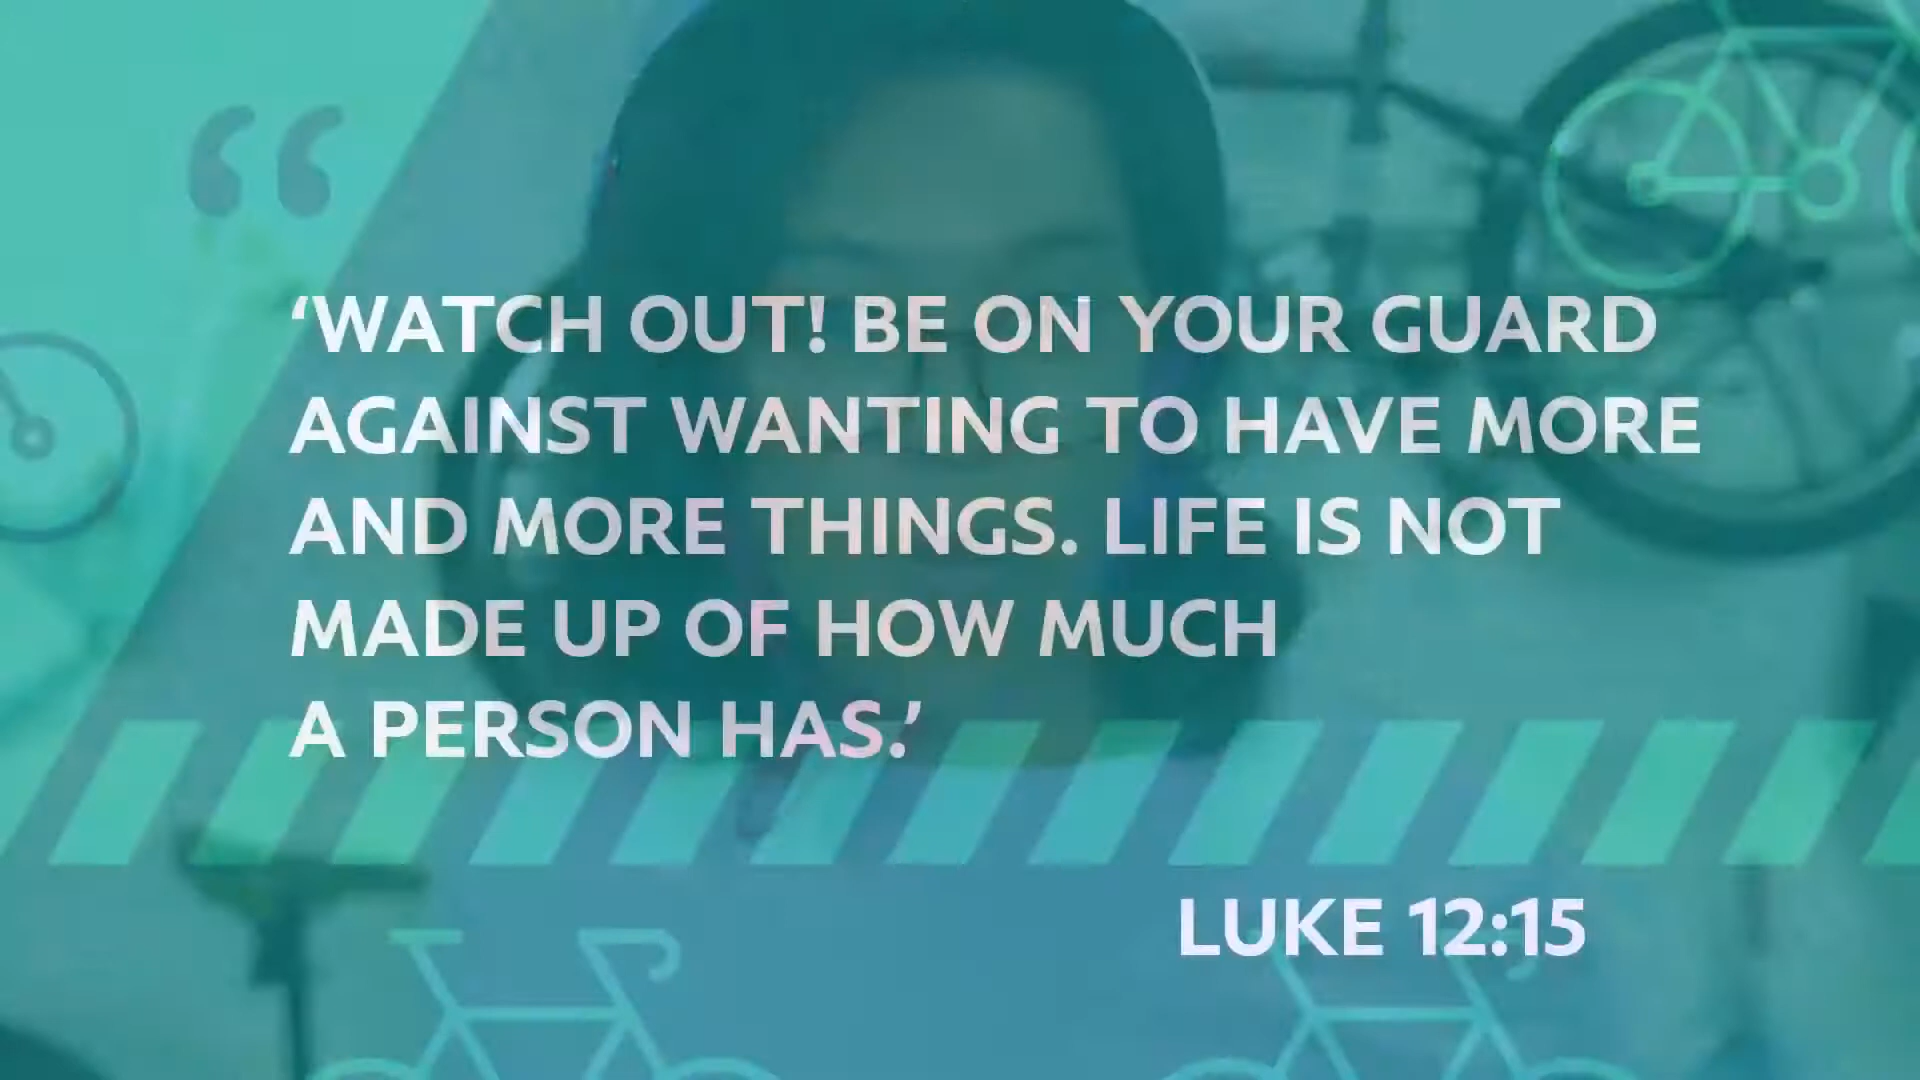 ‘WATCH OUT! BE ON YOUR GUARD
AGAINST WANTING TO HAVE MORE
AND MORE THINGS. LIFE IS NOT
MADE UP OF HOW MUCH
A PERSON HAS.’
LUKE 12:15